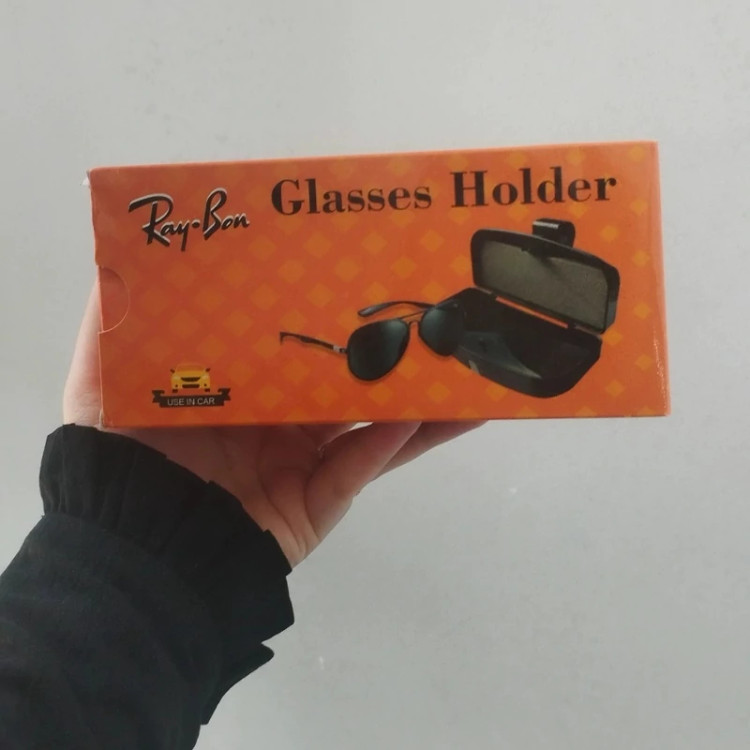 Glasses Holder
Ray-Bon
USE IN CAR